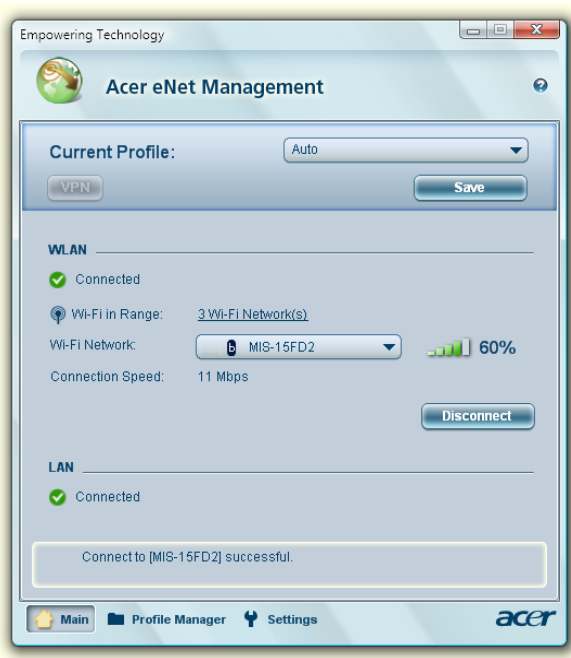 Empowering Technology
Acer eNet Management
?
Current Profile: Auto
VPN Save
WLAN
Connected
Wi-Fi in Range: 3 Wi-Fi Network(s)
Wi-Fi Network: b MIS-15FD2 60%
Connection Speed: 11 Mbps
Disconnect
LAN
Connected
Connect to [MIS-15FD2] successful.
Main Profile Manager Settings acer